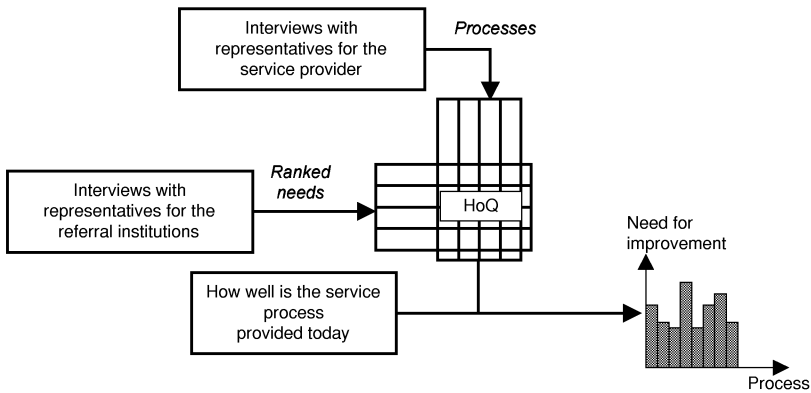 Interviews with
representatives for the
service provider
Processes
Interviews with
representatives for the
referral institutions
Ranked
needs
HoQ
How well is the service
process
provided today
Need for
improvement
Process